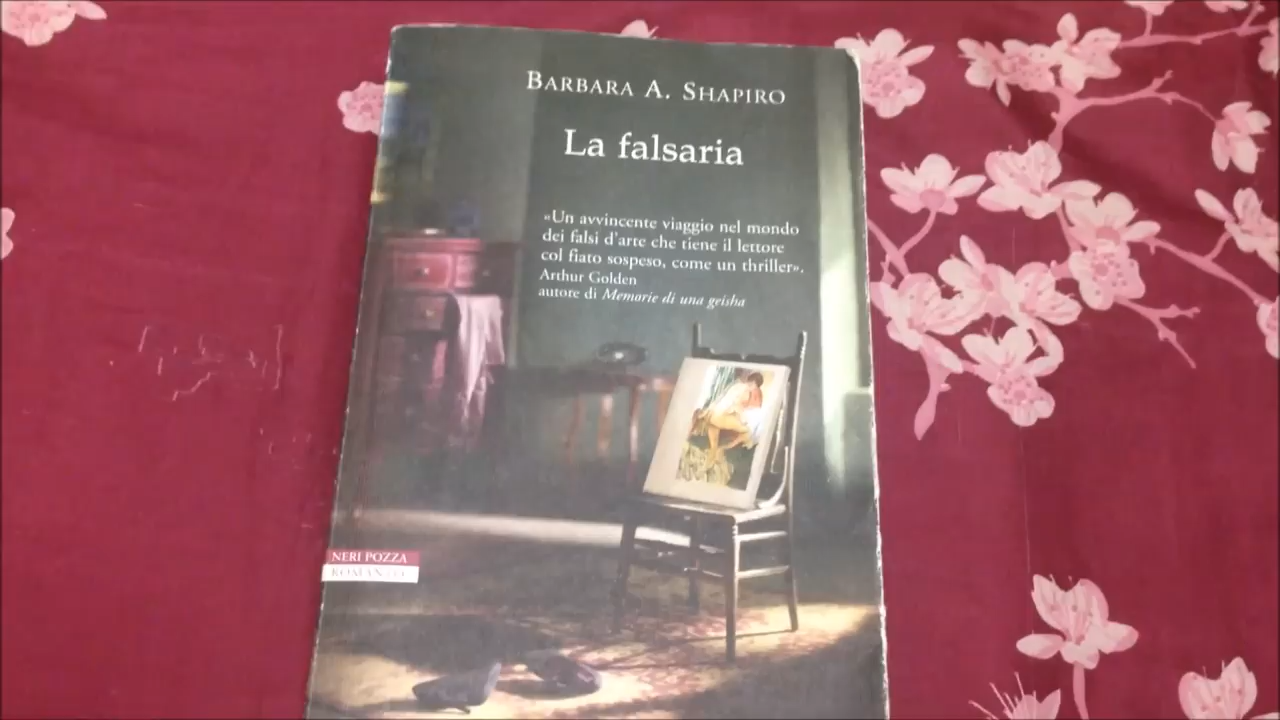 BARBARA A. SHAPIRO
La falsaria
»Un avvincente viaggio nel mondo
dei falsi d'arte che tiene il lettore
col fiato sospeso, come un thriller».
Arthur Golden
autore di Memorie di una geisha
NERI POZZA